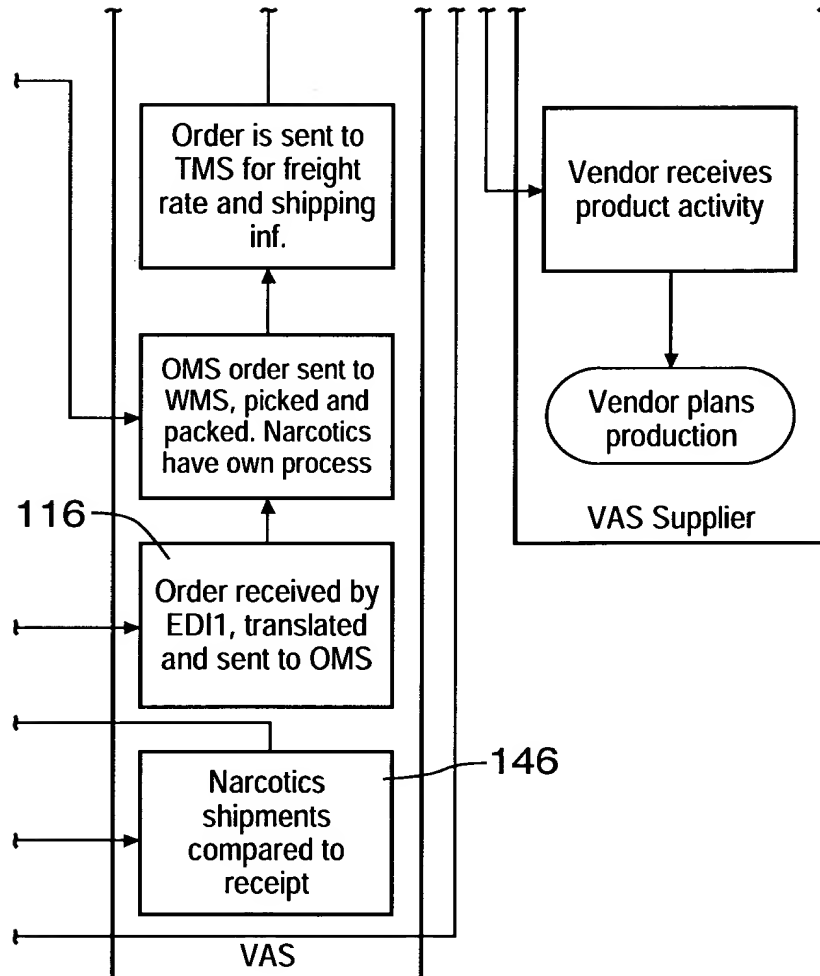 Order is sent to
TMS for freight
rate and shipping
inf.
OMS order sent to
WMS, picked and
packed. Narcotics
have own process
116
Order received by
EDI1, translated
and sent to OMS
146
Narcotics
shipments
compared to
receipt
VAS
Vendor receives
product activity
Vendor plans
production
VAS Supplier